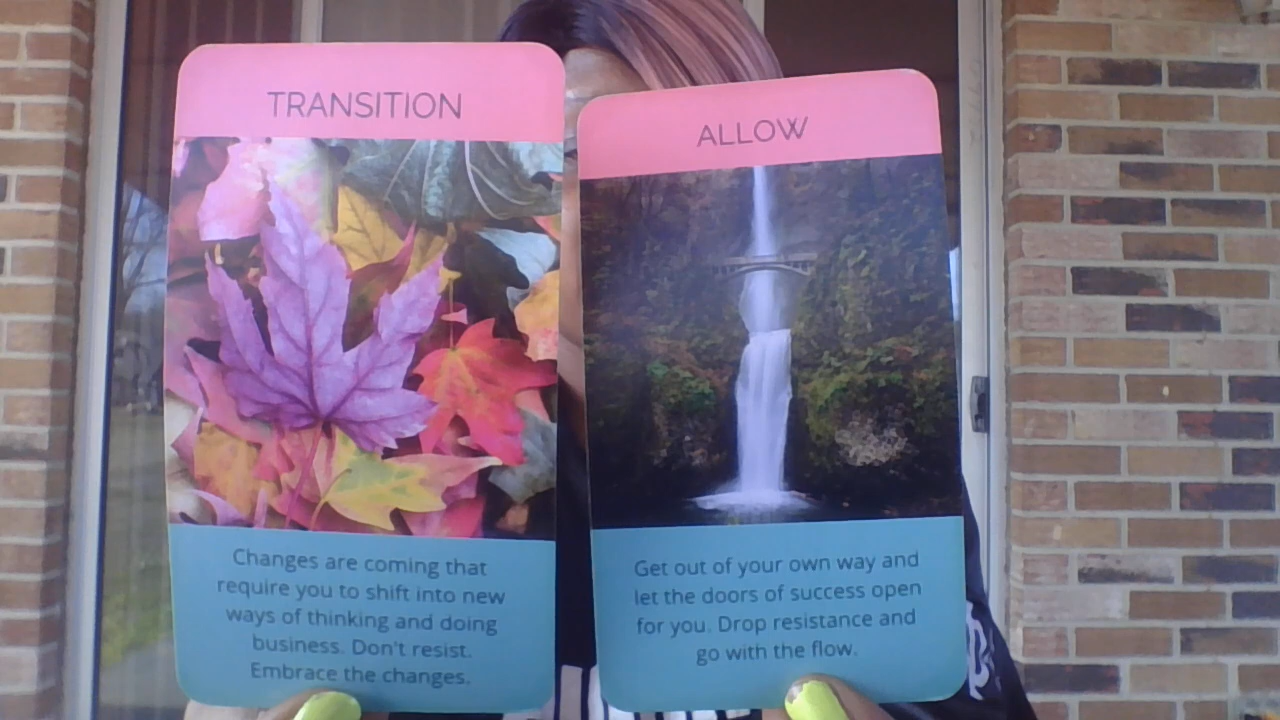 TRANSITION
Changes are coming that
require you to shift into new
ways of thinking and doing
business. Don't resist.
Embrace the changes.
ALLOW
Get out of your own way and
let the doors of success open
for you. Drop resistance and
go with the flow.